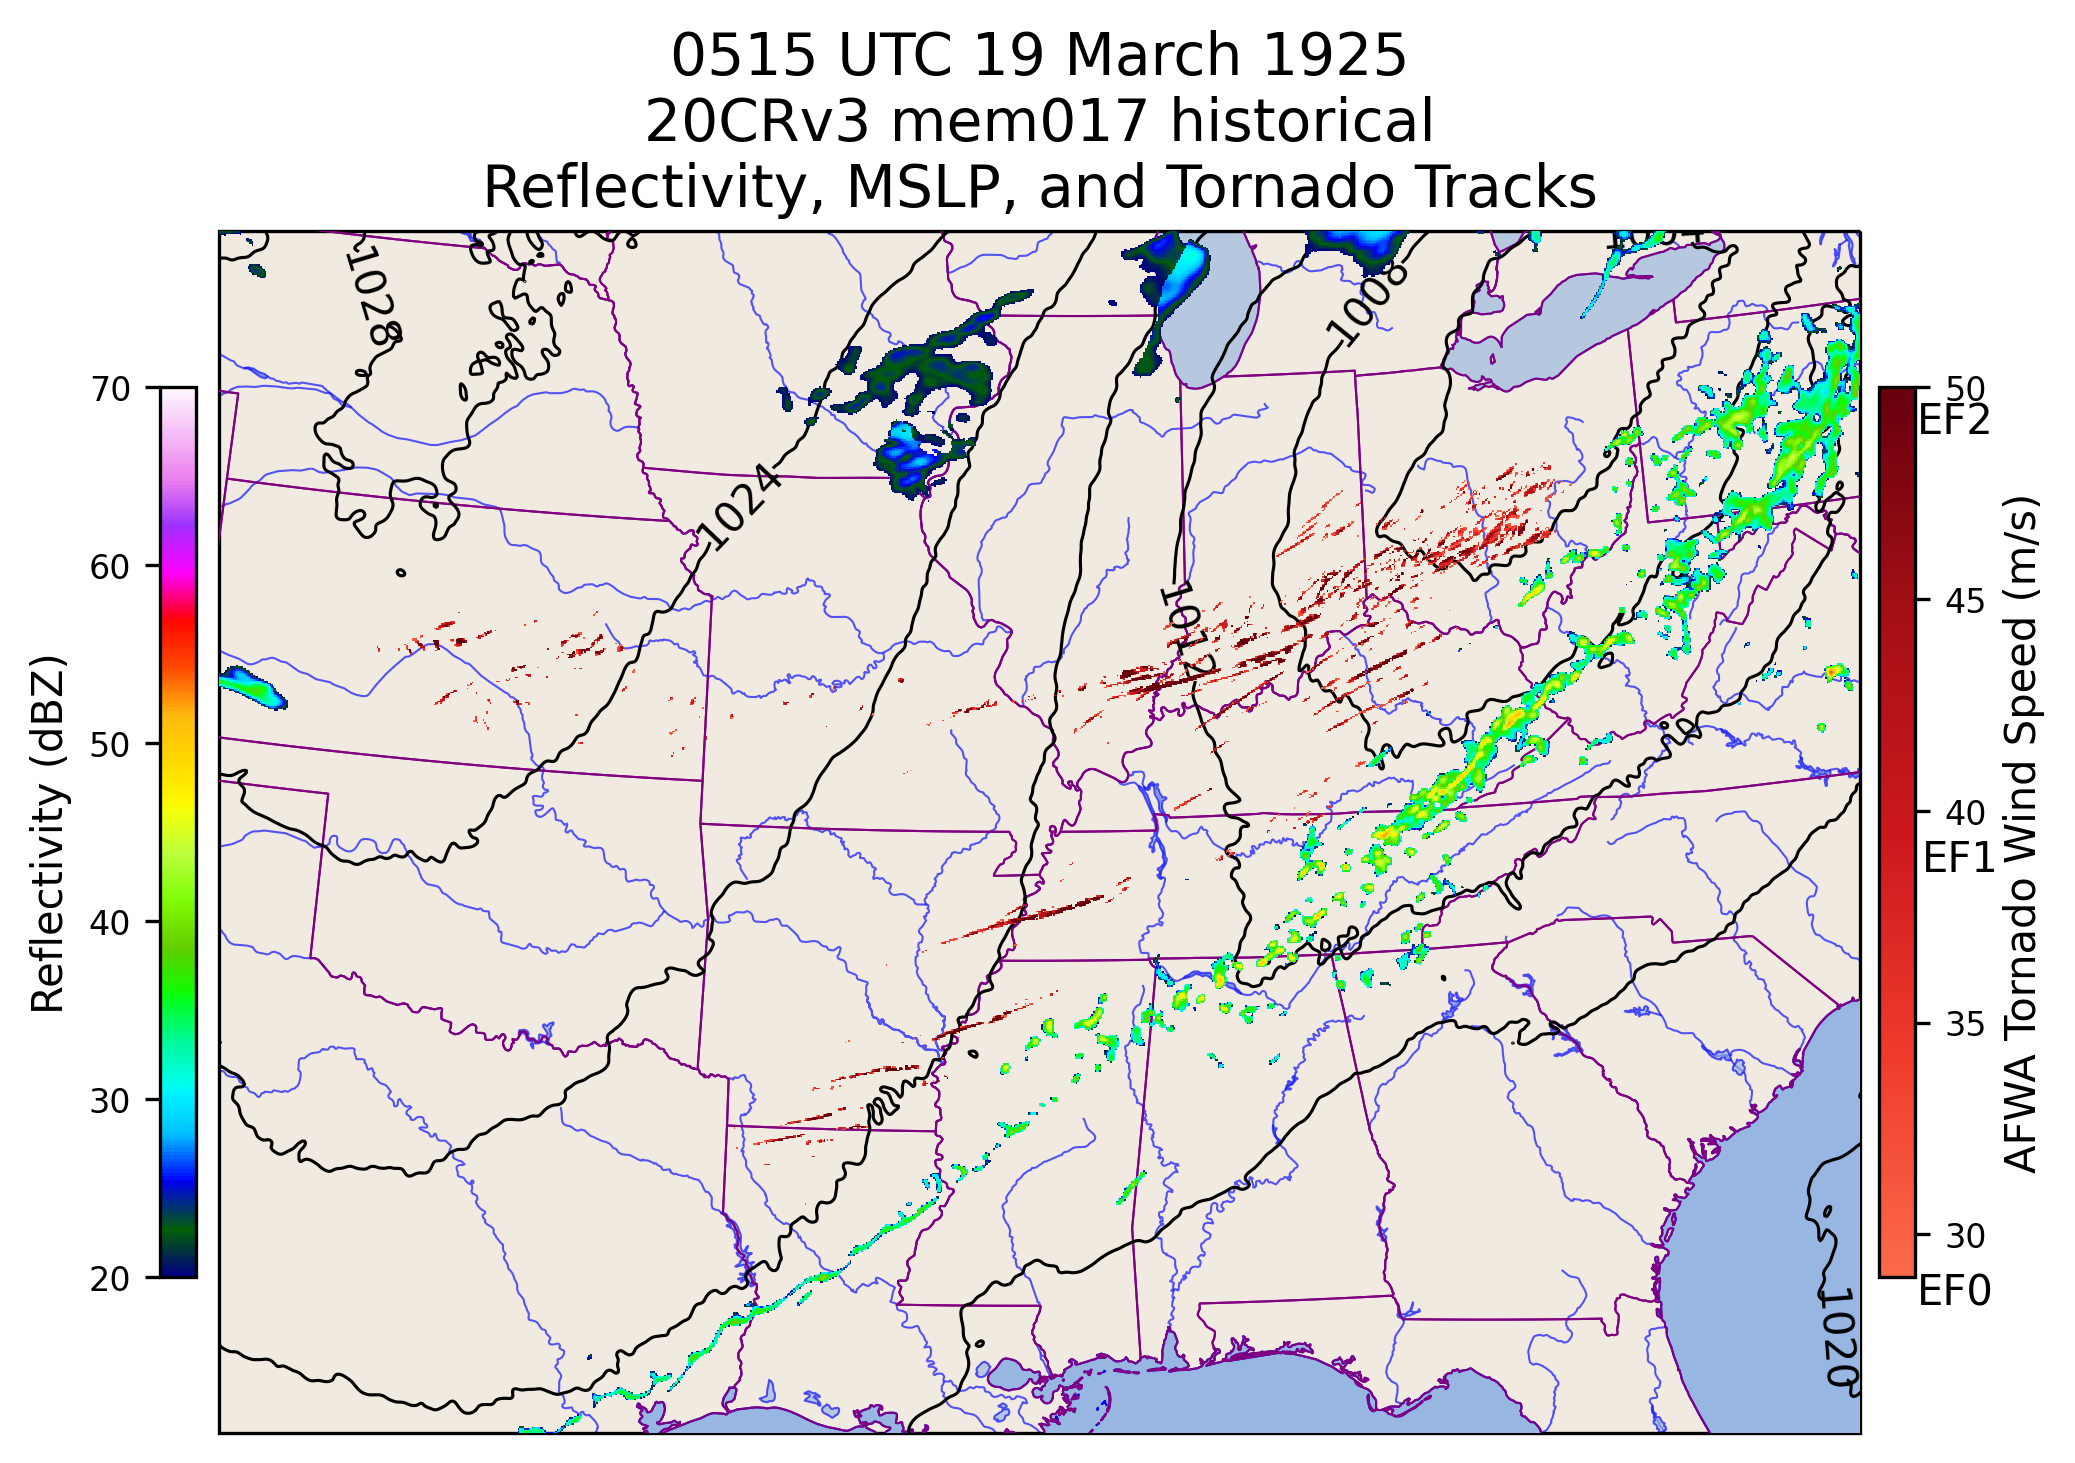 0515 UTC 19 March 1925
20CRv3 mem017 historical
Reflectivity, MSLP, and Tornado Tracks
1028
1008
1024
1012
1020
70
60
50
40
30
20
Reflectivity (dBZ)
50
EF2
45
40
EF1
35
30
EF0
AFWA Tornado Wind Speed (m/s)